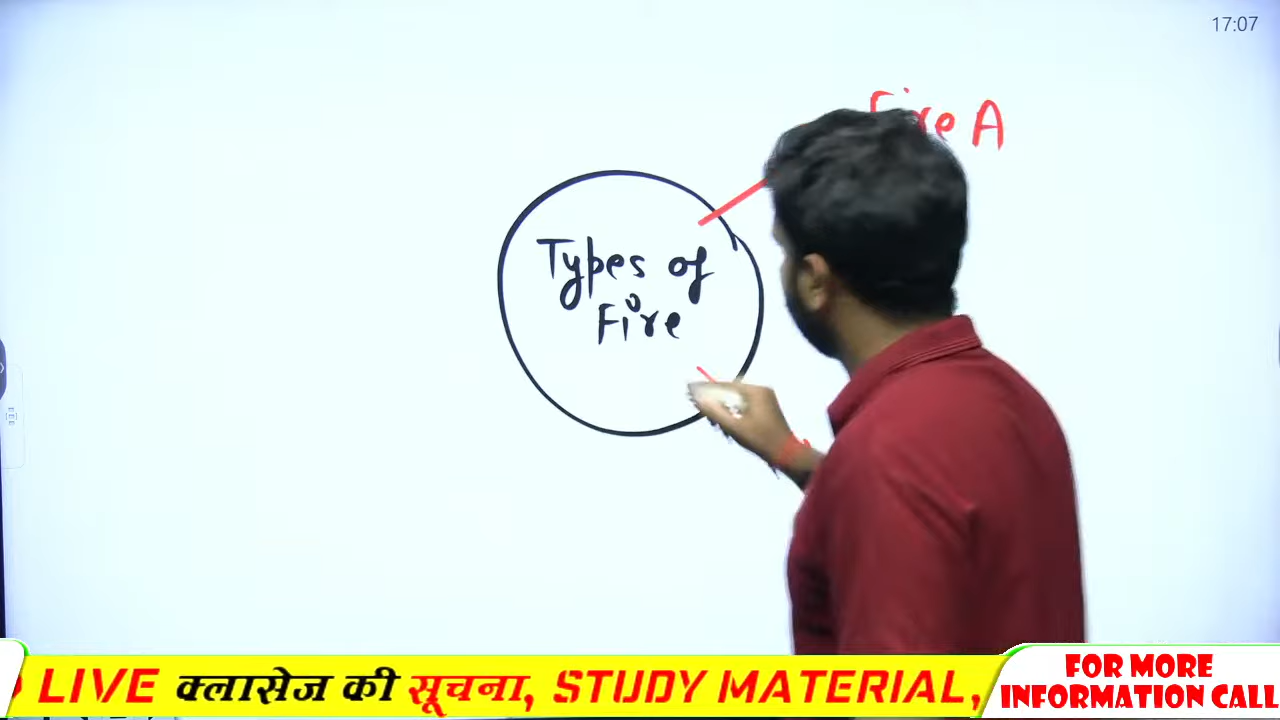 17:07
Fire A
Types of
Fire
LIVE क्लासेज की सूचना, STUDY MATERIAL,
FOR MORE
INFORMATION CALL